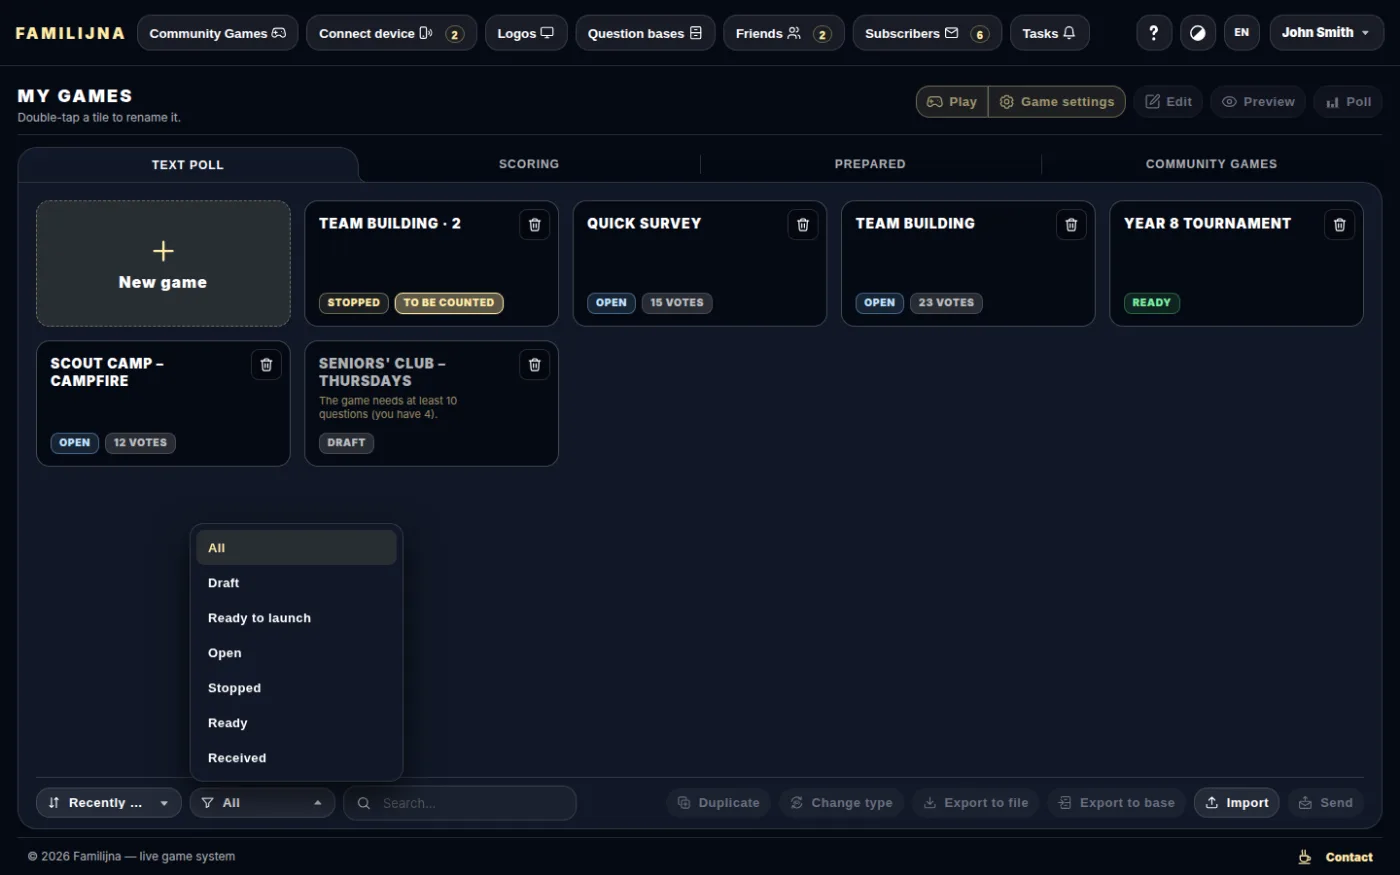 FAMILIJNA
Community Games
Connect device 2
Logos
Question bases
Friends 2
Subscribers 6
Tasks
?
EN
John Smith
MY GAMES
Double-tap a tile to rename it.
Play
Game settings
Edit
Preview
Poll
TEXT POLL
SCORING
PREPARED
COMMUNITY GAMES
New game
TEAM BUILDING · 2
STOPPED
TO BE COUNTED
QUICK SURVEY
OPEN
15 VOTES
TEAM BUILDING
OPEN
23 VOTES
YEAR 8 TOURNAMENT
READY
SCOUT CAMP –
CAMPFIRE
OPEN
12 VOTES
SENIORS' CLUB –
THURSDAYS
The game needs at least 10
questions (you have 4).
DRAFT
All
Draft
Ready to launch
Open
Stopped
Ready
Received
Recently ...
All
Search...
Duplicate
Change type
Export to file
Export to base
Import
Send
© 2026 Familijna — live game system
Contact